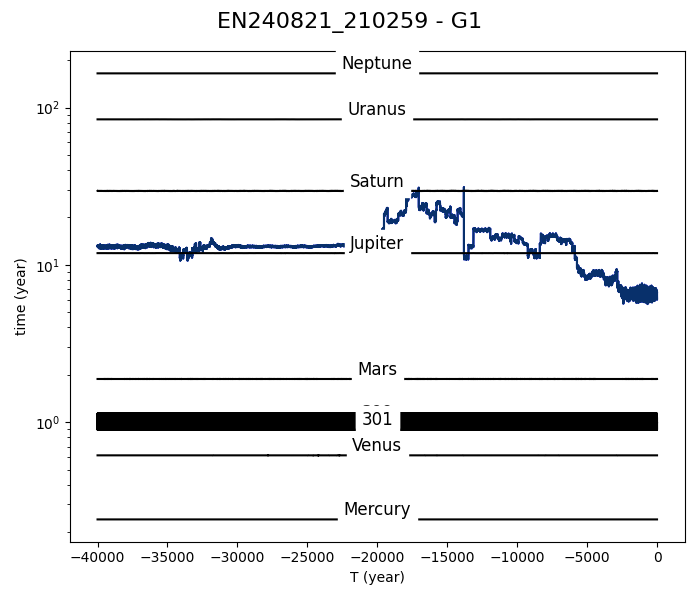 EN240821_210259 - G1
Neptune
Uranus
Saturn
Jupiter
Mars
301
Venus
Mercury
10²
10¹
10⁰
time (year)
−40000 −35000 −30000 −25000 −20000 −15000 −10000 −5000 0
T (year)